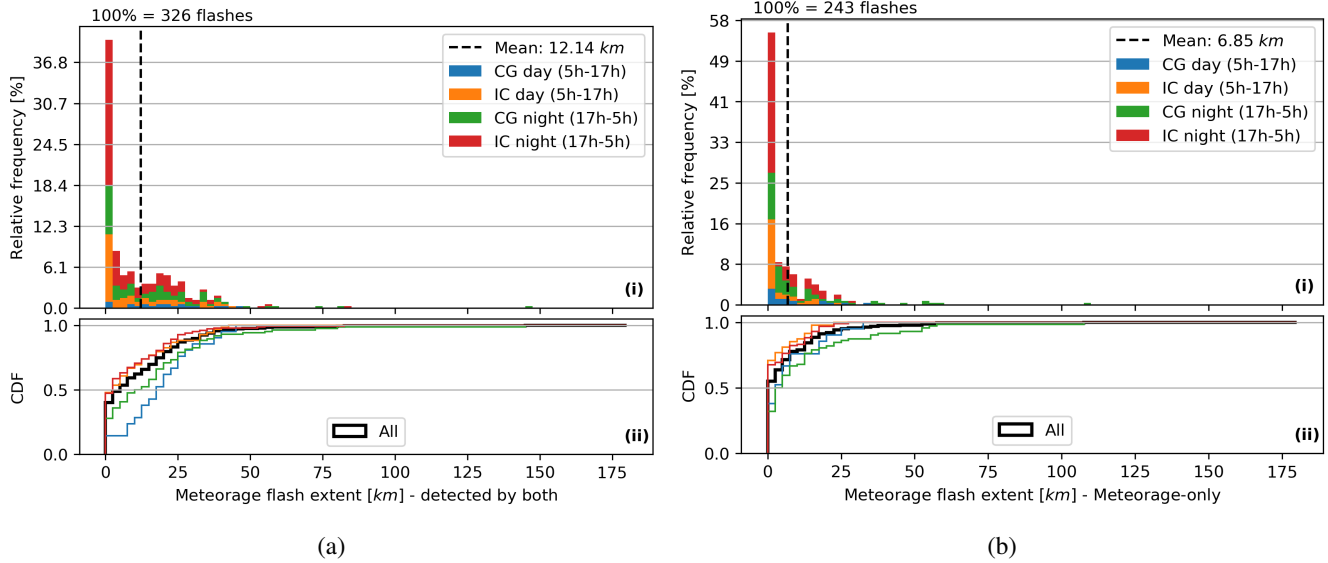 100% = 326 flashes
Relative frequency [%]
36.8
30.7
24.5
18.4
12.3
6.1
0.0
Mean: 12.14 km
CG day (5h-17h)
IC day (5h-17h)
CG night (17h-5h)
IC night (17h-5h)
(i)
CDF
1.0
0.5
0.0
All
(ii)
0 25 50 75 100 125 150 175
Meteorage flash extent [km] - detected by both
(a)
100% = 243 flashes
Relative frequency [%]
58
49
41
33
25
16
8
0
Mean: 6.85 km
CG day (5h-17h)
IC day (5h-17h)
CG night (17h-5h)
IC night (17h-5h)
(i)
CDF
1.0
0.5
0.0
All
(ii)
0 25 50 75 100 125 150 175
Meteorage flash extent [km] - Meteorage-only
(b)